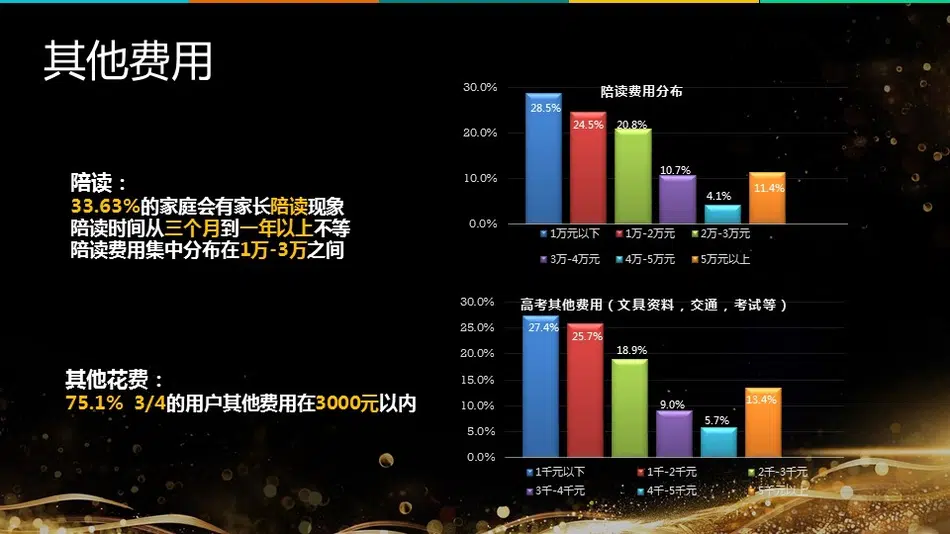 其他费用
陪读：
33.63%的家庭会有家长陪读现象
陪读时间从三个月到一年以上不等
陪读费用集中分布在1万-3万之间
其他花费：
75.1% 3/4的用户其他费用在3000元以内
陪读费用分布
30.0%
20.0%
10.0%
0.0%
28.5%
24.5%
20.8%
10.7%
4.1%
11.4%
1万元以下 1万-2万元 2万-3万元
3万-4万元 4万-5万元 5万元以上
高考其他费用（文具资料，交通，考试等）
30.0%
25.0%
20.0%
15.0%
10.0%
5.0%
0.0%
27.4%
25.7%
18.9%
9.0%
5.7%
13.4%
1千元以下 1千-2千元 2千-3千元
3千-4千元 4千-5千元 5千元以上